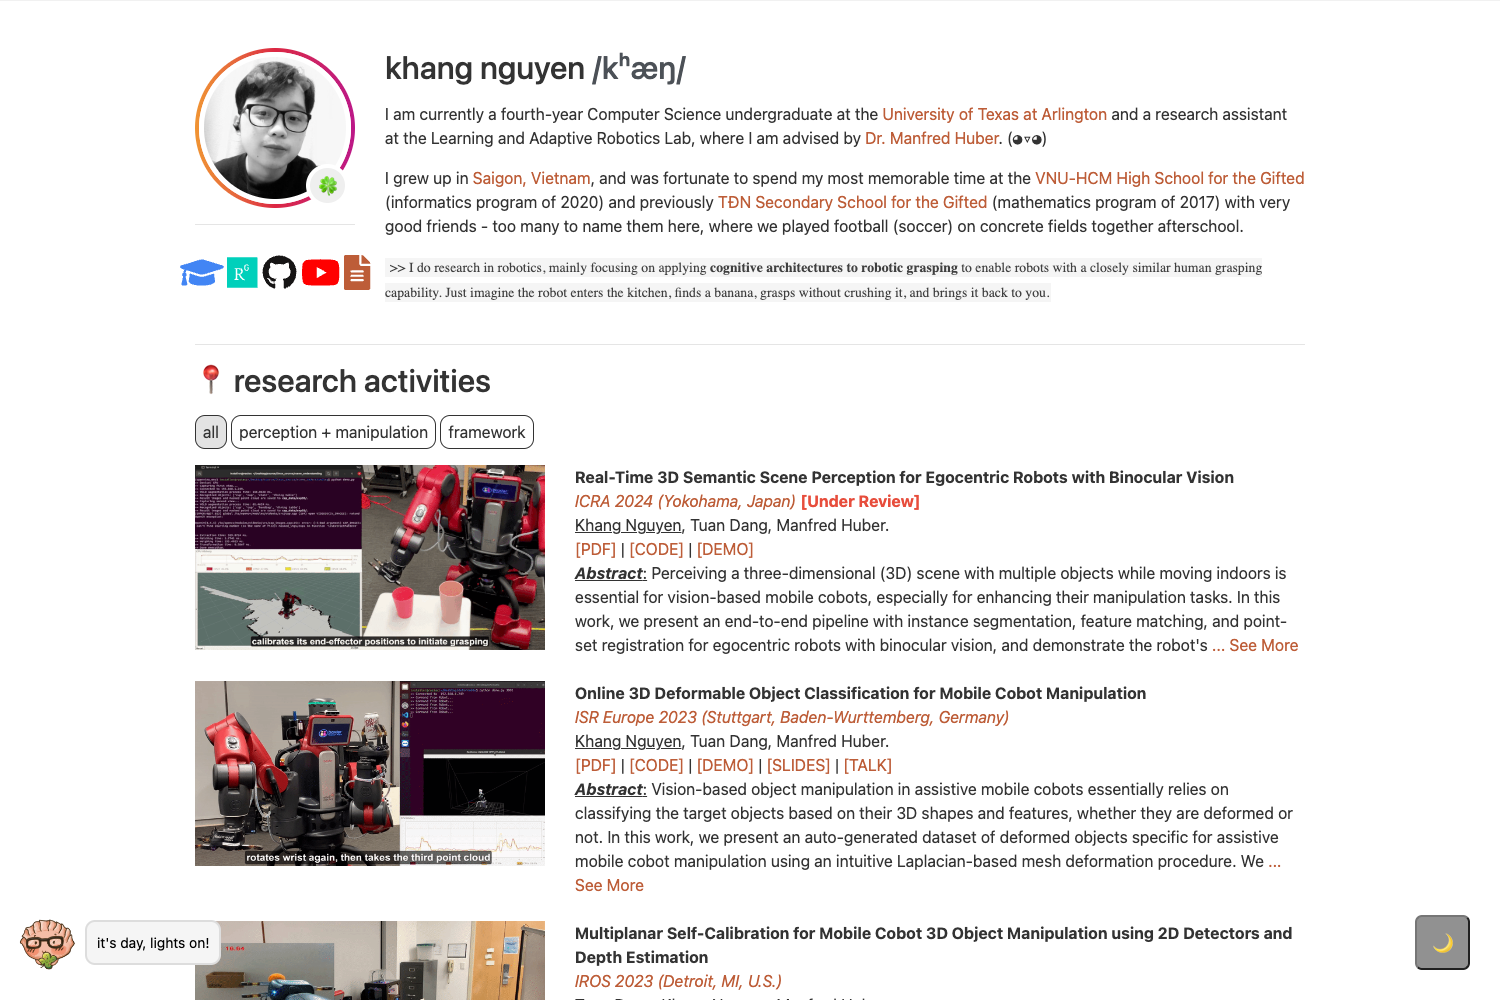 khang nguyen /kʰæŋ/
I am currently a fourth-year Computer Science undergraduate at the University of Texas at Arlington and a research assistant
at the Learning and Adaptive Robotics Lab, where I am advised by Dr. Manfred Huber. (◕▿◕)
I grew up in Saigon, Vietnam, and was fortunate to spend my most memorable time at the VNU-HCM High School for the Gifted
(informatics program of 2020) and previously TĐN Secondary School for the Gifted (mathematics program of 2017) with very
good friends - too many to name them here, where we played football (soccer) on concrete fields together afterschool.
R G
>> I do research in robotics, mainly focusing on applying cognitive architectures to robotic grasping to enable robots with a closely similar human grasping
capability. Just imagine the robot enters the kitchen, finds a banana, grasps without crushing it, and brings it back to you.
research activities
all
perception + manipulation
framework
calibrates its end-effector positions to initiate grasping
Real-Time 3D Semantic Scene Perception for Egocentric Robots with Binocular Vision
ICRA 2024 (Yokohama, Japan) [Under Review]
Khang Nguyen, Tuan Dang, Manfred Huber.
[PDF] | [CODE] | [DEMO]
Abstract: Perceiving a three-dimensional (3D) scene with multiple objects while moving indoors is
essential for vision-based mobile cobots, especially for enhancing their manipulation tasks. In this
work, we present an end-to-end pipeline with instance segmentation, feature matching, and point-
set registration for egocentric robots with binocular vision, and demonstrate the robot's ... See More
rotates wrist again, then takes the third point cloud
Online 3D Deformable Object Classification for Mobile Cobot Manipulation
ISR Europe 2023 (Stuttgart, Baden-Wurttemberg, Germany)
Khang Nguyen, Tuan Dang, Manfred Huber.
[PDF] | [CODE] | [DEMO] | [SLIDES] | [TALK]
Abstract: Vision-based object manipulation in assistive mobile cobots essentially relies on
classifying the target objects based on their 3D shapes and features, whether they are deformed or
not. In this work, we present an auto-generated dataset of deformed objects specific for assistive
mobile cobot manipulation using an intuitive Laplacian-based mesh deformation procedure. We ...
See More
it's day, lights on!
Multiplanar Self-Calibration for Mobile Cobot 3D Object Manipulation using 2D Detectors and
Depth Estimation
IROS 2023 (Detroit, MI, U.S.)